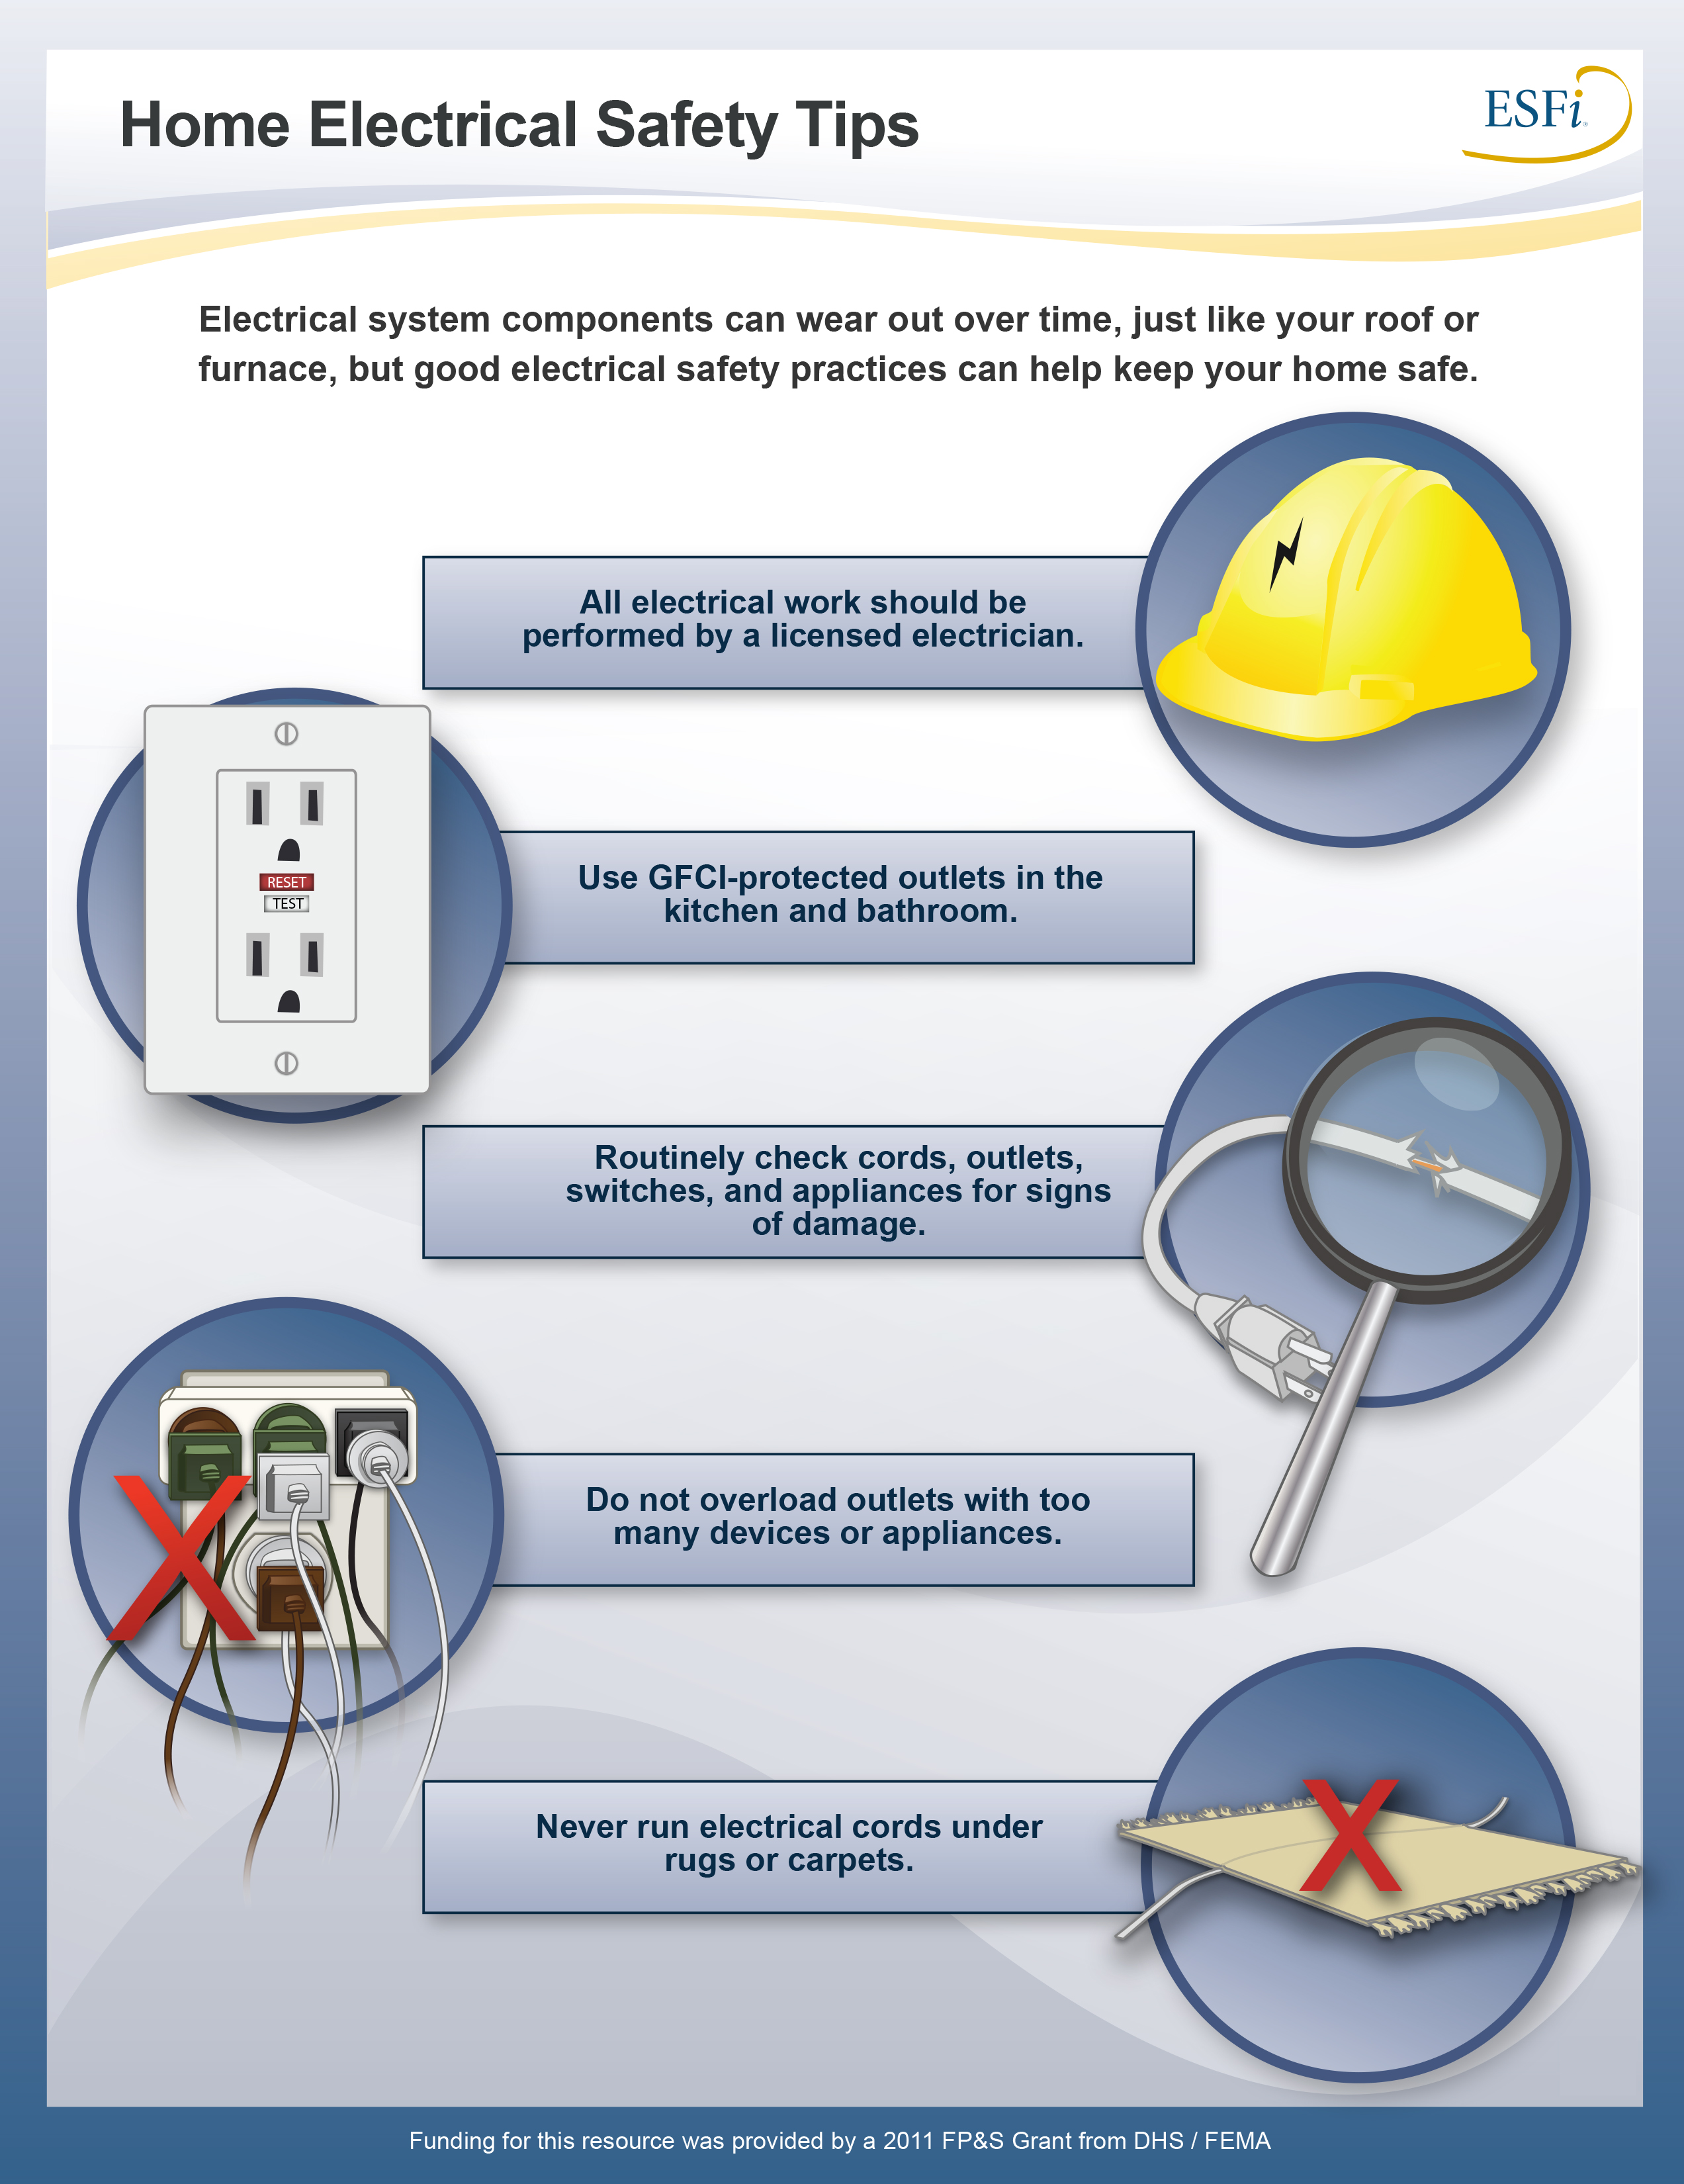 Home Electrical Safety Tips
ESFi®
Electrical system components can wear out over time, just like your roof or
furnace, but good electrical safety practices can help keep your home safe.
All electrical work should be
performed by a licensed electrician.
RESET
TEST
Use GFCI-protected outlets in the
kitchen and bathroom.
Routinely check cords, outlets,
switches, and appliances for signs
of damage.
X
Do not overload outlets with too
many devices or appliances.
Never run electrical cords under
rugs or carpets.
X
Funding for this resource was provided by a 2011 FP&S Grant from DHS / FEMA